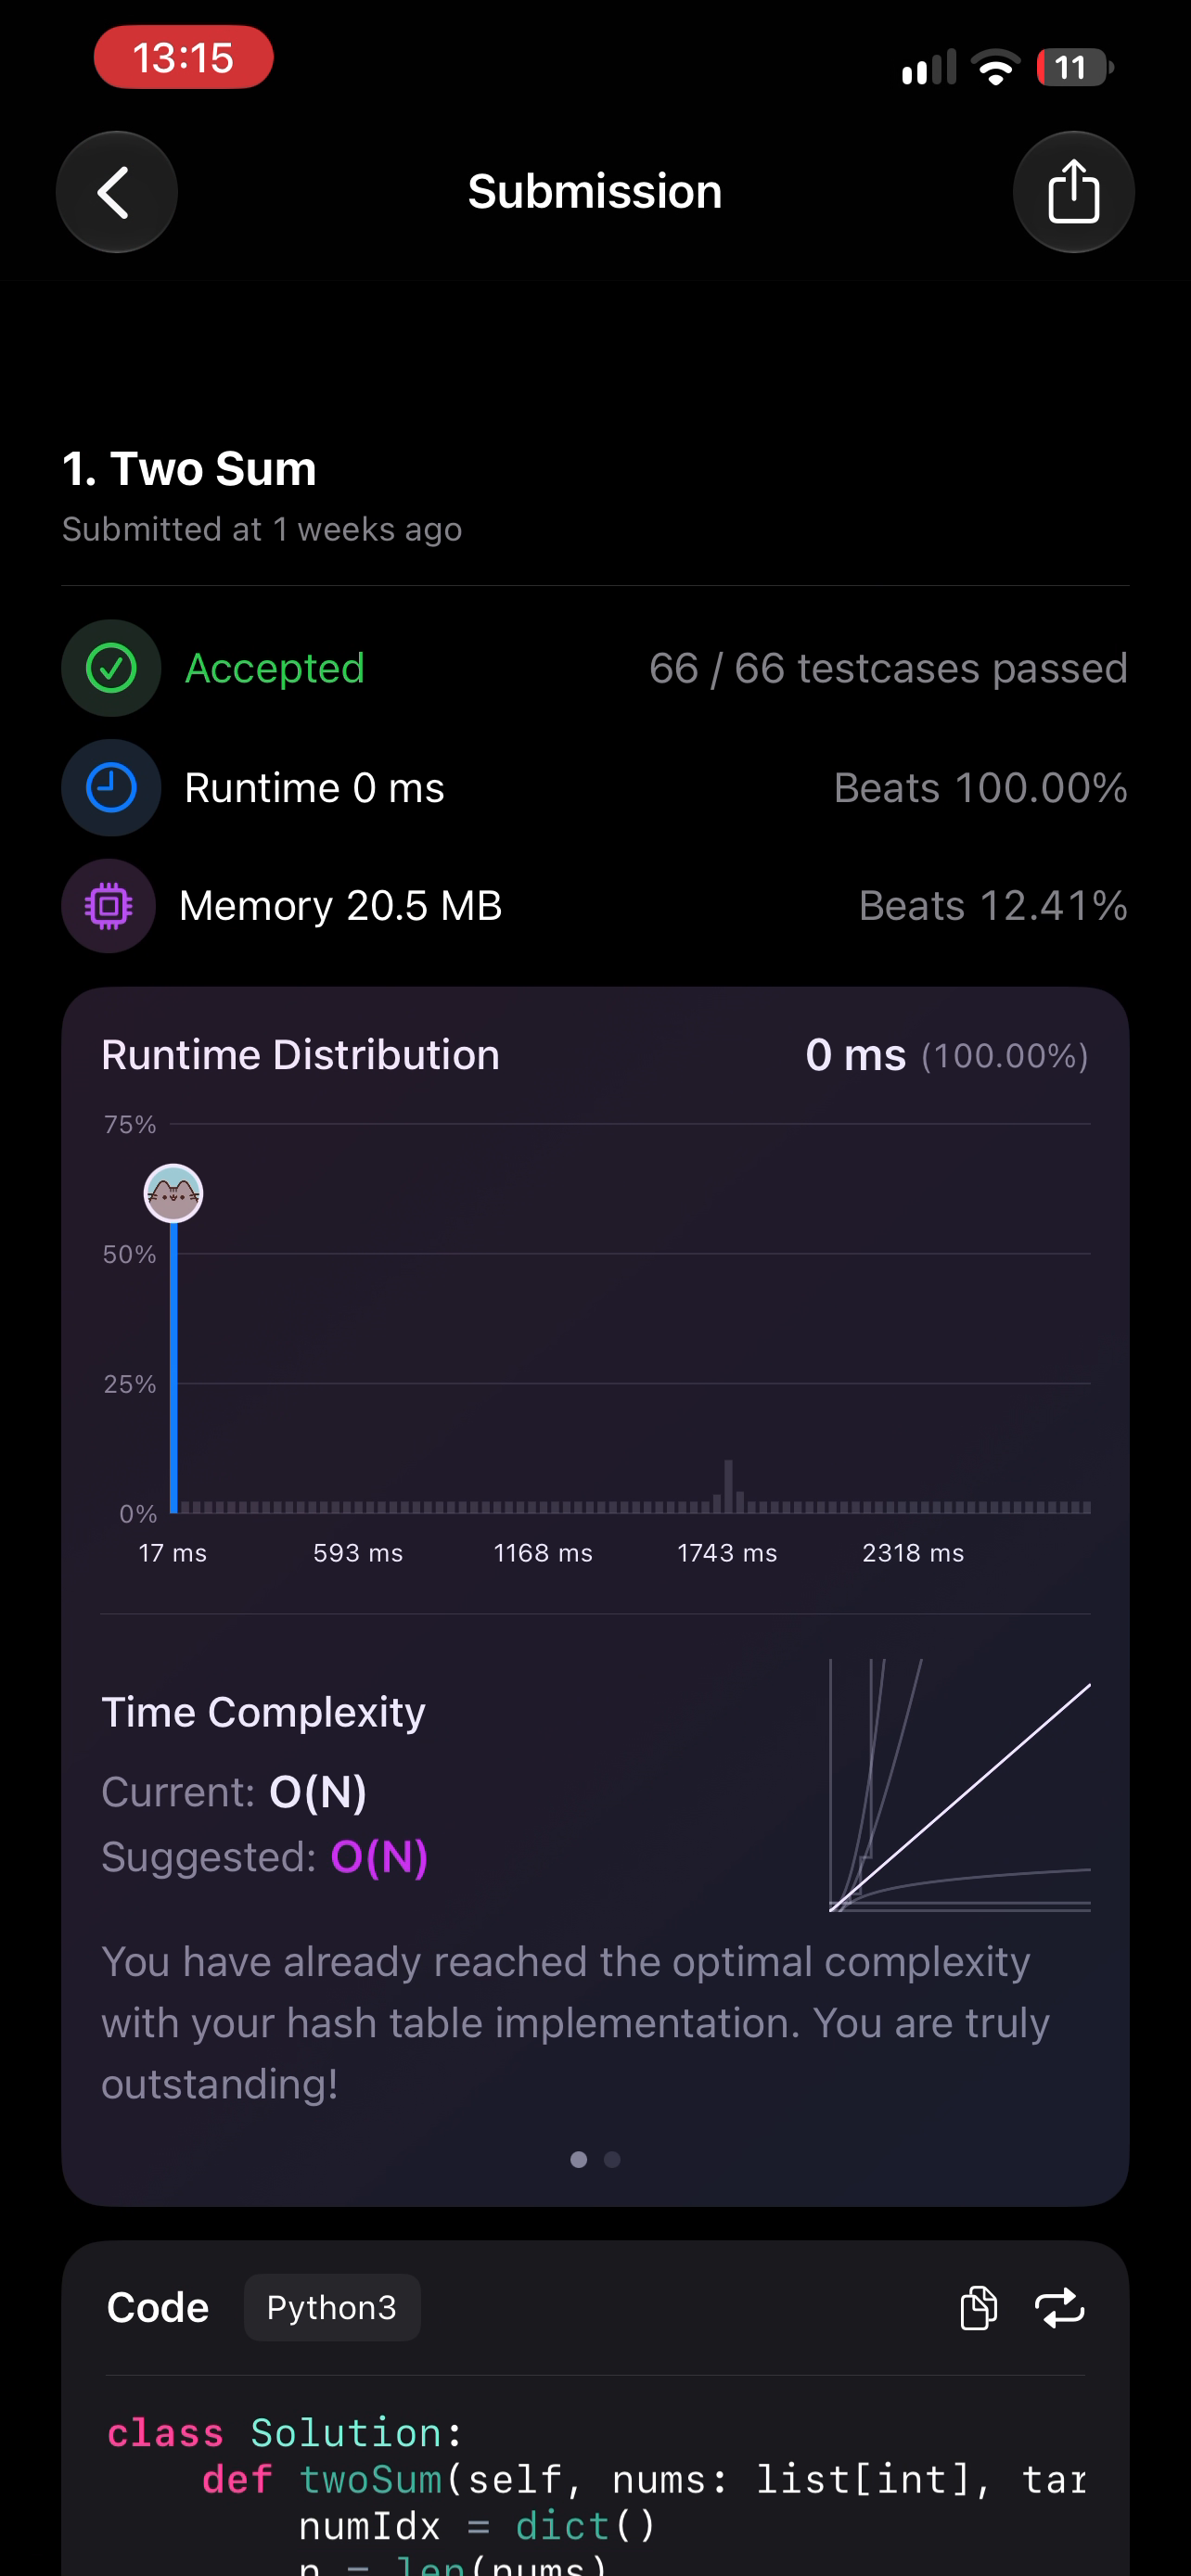 13:15
11
Submission
1. Two Sum
Submitted at 1 weeks ago
Accepted
66 / 66 testcases passed
Runtime 0 ms
Beats 100.00%
Memory 20.5 MB
Beats 12.41%
Runtime Distribution
0 ms (100.00%)
75%
50%
25%
0%
17 ms
593 ms
1168 ms
1743 ms
2318 ms
Time Complexity
Current: O(N)
Suggested: O(N)
You have already reached the optimal complexity
with your hash table implementation. You are truly
outstanding!
Code
Python3
class Solution:
def twoSum(self, nums: list[int], tar
numIdx = dict()
n = len(nums)